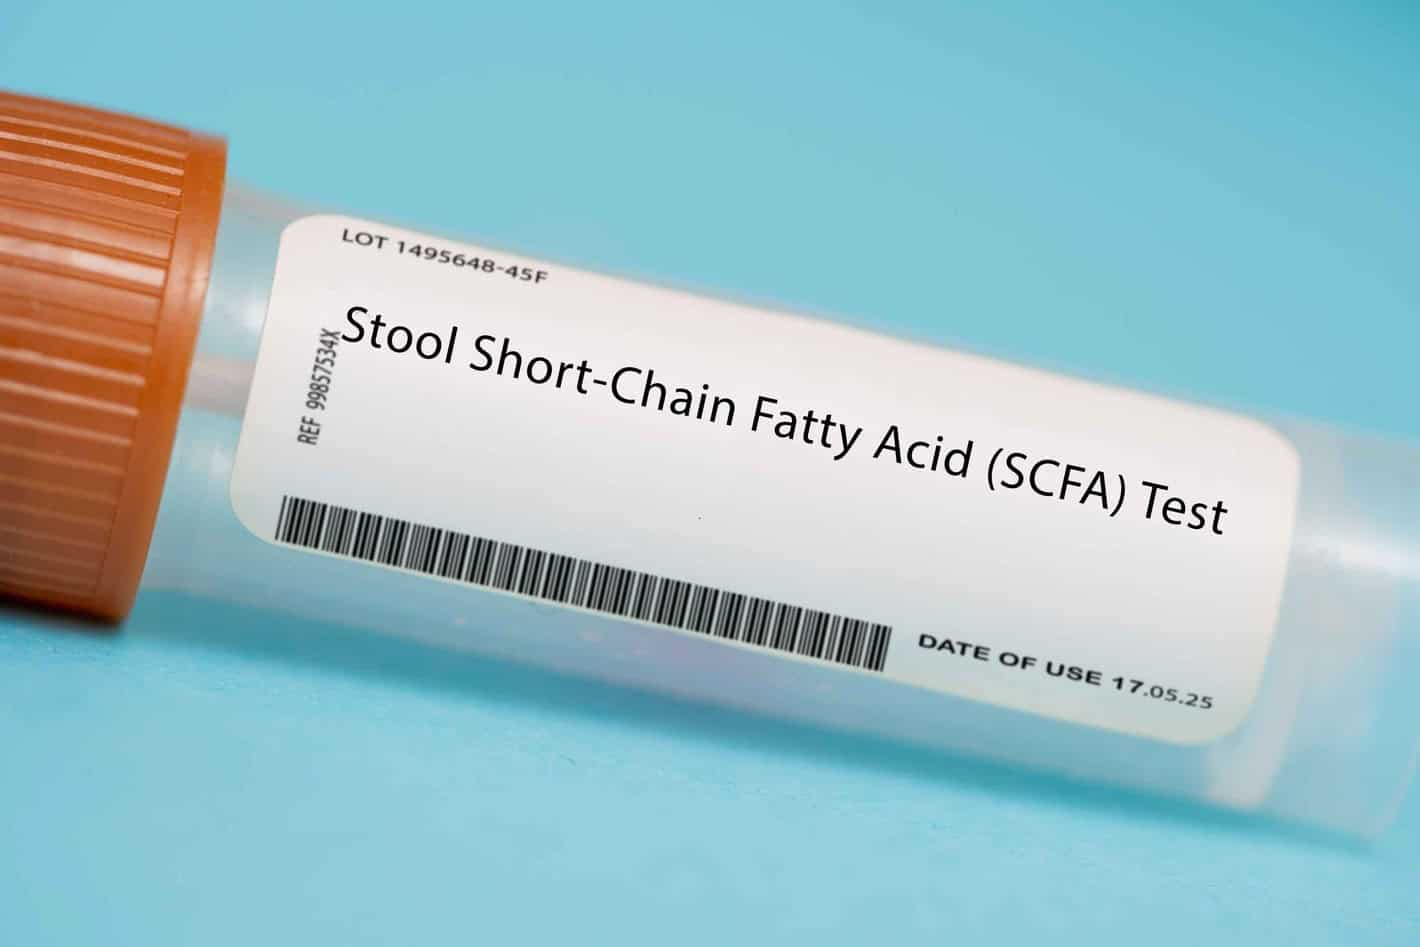 LOT 1495648-45F
REF 99857534X
Stool Short-Chain Fatty Acid (SCFA) Test
DATE OF USE 17.05.25